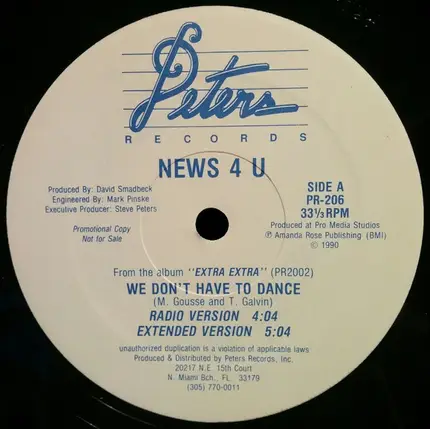 Peters
RECORDS
NEWS 4 U
Produced By: David Smadbeck
Engineered By: Mark Pinske
Executive Producer: Steve Peters
Promotional Copy
Not for Sale
SIDE A
PR-206
33⅓ RPM
Produced at Pro Media Studios
℗ Amanda Rose Publishing (BMI)
© 1990
From the album "EXTRA EXTRA" (PR2002)
WE DON'T HAVE TO DANCE
(M. Gousse and T. Galvin)
RADIO VERSION 4:04
EXTENDED VERSION 5:04
unauthorized duplication is a violation of applicable laws
Produced & Distributed by Peters Records, Inc.
20217 N.E. 15th Court
N. Miami Bch., FL 33179
(305) 770-0011